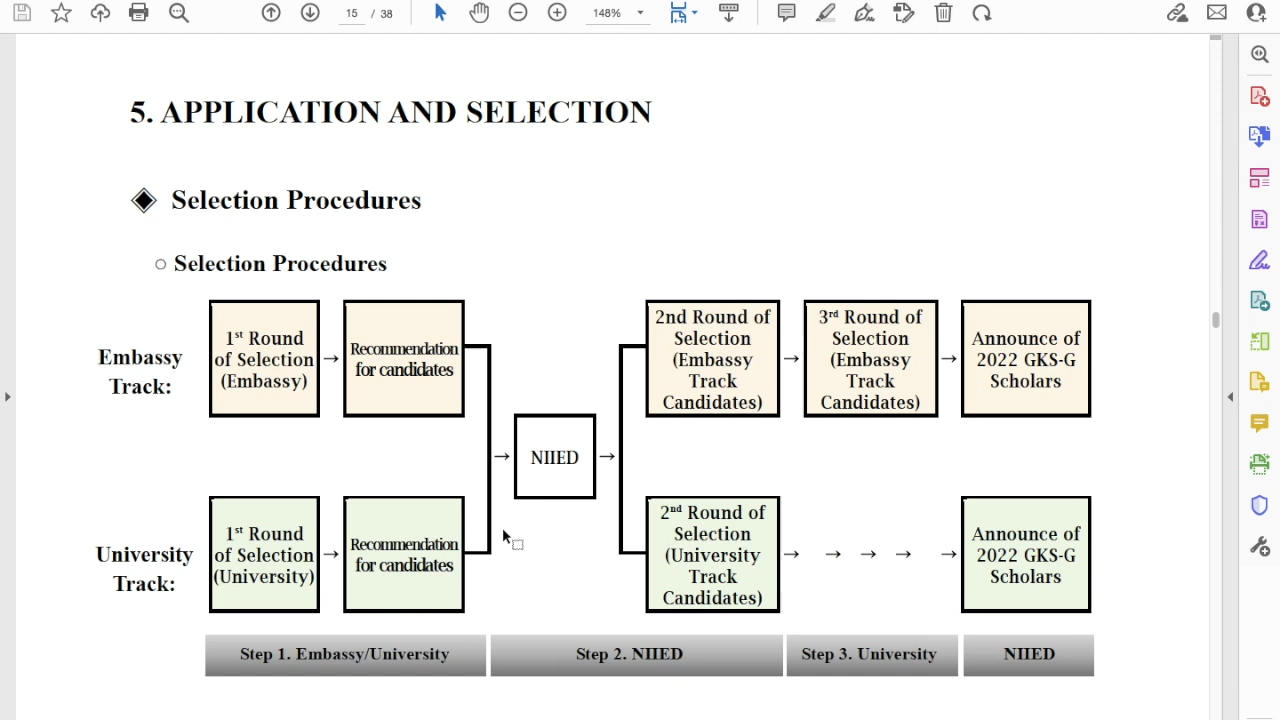 15 / 38
148%
5. APPLICATION AND SELECTION
Selection Procedures
Selection Procedures
Embassy
Track:
1st Round
of Selection
(Embassy)
Recommendation
for candidates
2nd Round of
Selection
(Embassy
Track
Candidates)
3rd Round of
Selection
(Embassy
Track
Candidates)
Announce of
2022 GKS-G
Scholars
NIIED
University
Track:
1st Round
of Selection
(University)
Recommendation
for candidates
2nd Round of
Selection
(University
Track
Candidates)
Announce of
2022 GKS-G
Scholars
Step 1. Embassy/University
Step 2. NIIED
Step 3. University
NIIED